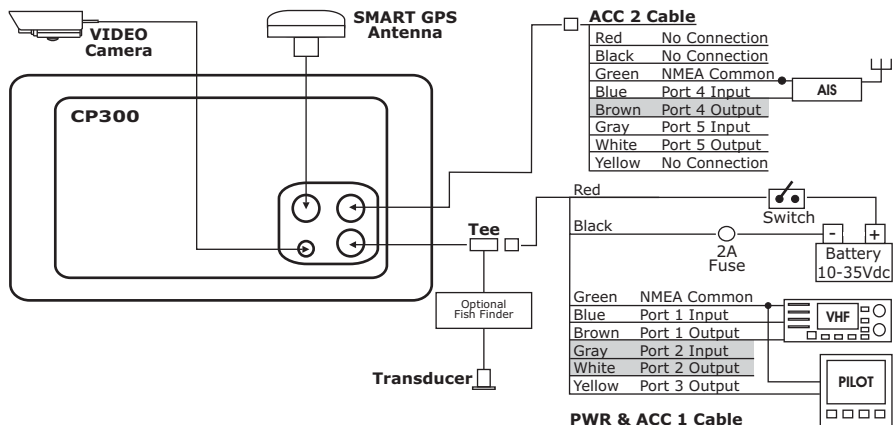 VIDEO
Camera
SMART GPS
Antenna
CP300
ACC 2 Cable
Red No Connection
Black No Connection
Green NMEA Common
Blue Port 4 Input
Brown Port 4 Output
Gray Port 5 Input
White Port 5 Output
Yellow No Connection
AIS
Red
Switch
Black
2A
Fuse
- +
Battery
10-35Vdc
Tee
Optional
Fish Finder
Transducer
Green NMEA Common
Blue Port 1 Input
Brown Port 1 Output
Gray Port 2 Input
White Port 2 Output
Yellow Port 3 Output
VHF
PILOT
PWR & ACC 1 Cable